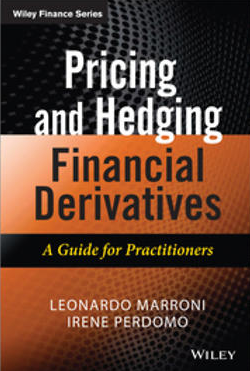 Wiley Finance Series
Pricing
and Hedging
Financial
Derivatives
A Guide for Practitioners
LEONARDO MARRONI
IRENE PERDOMO
WILEY